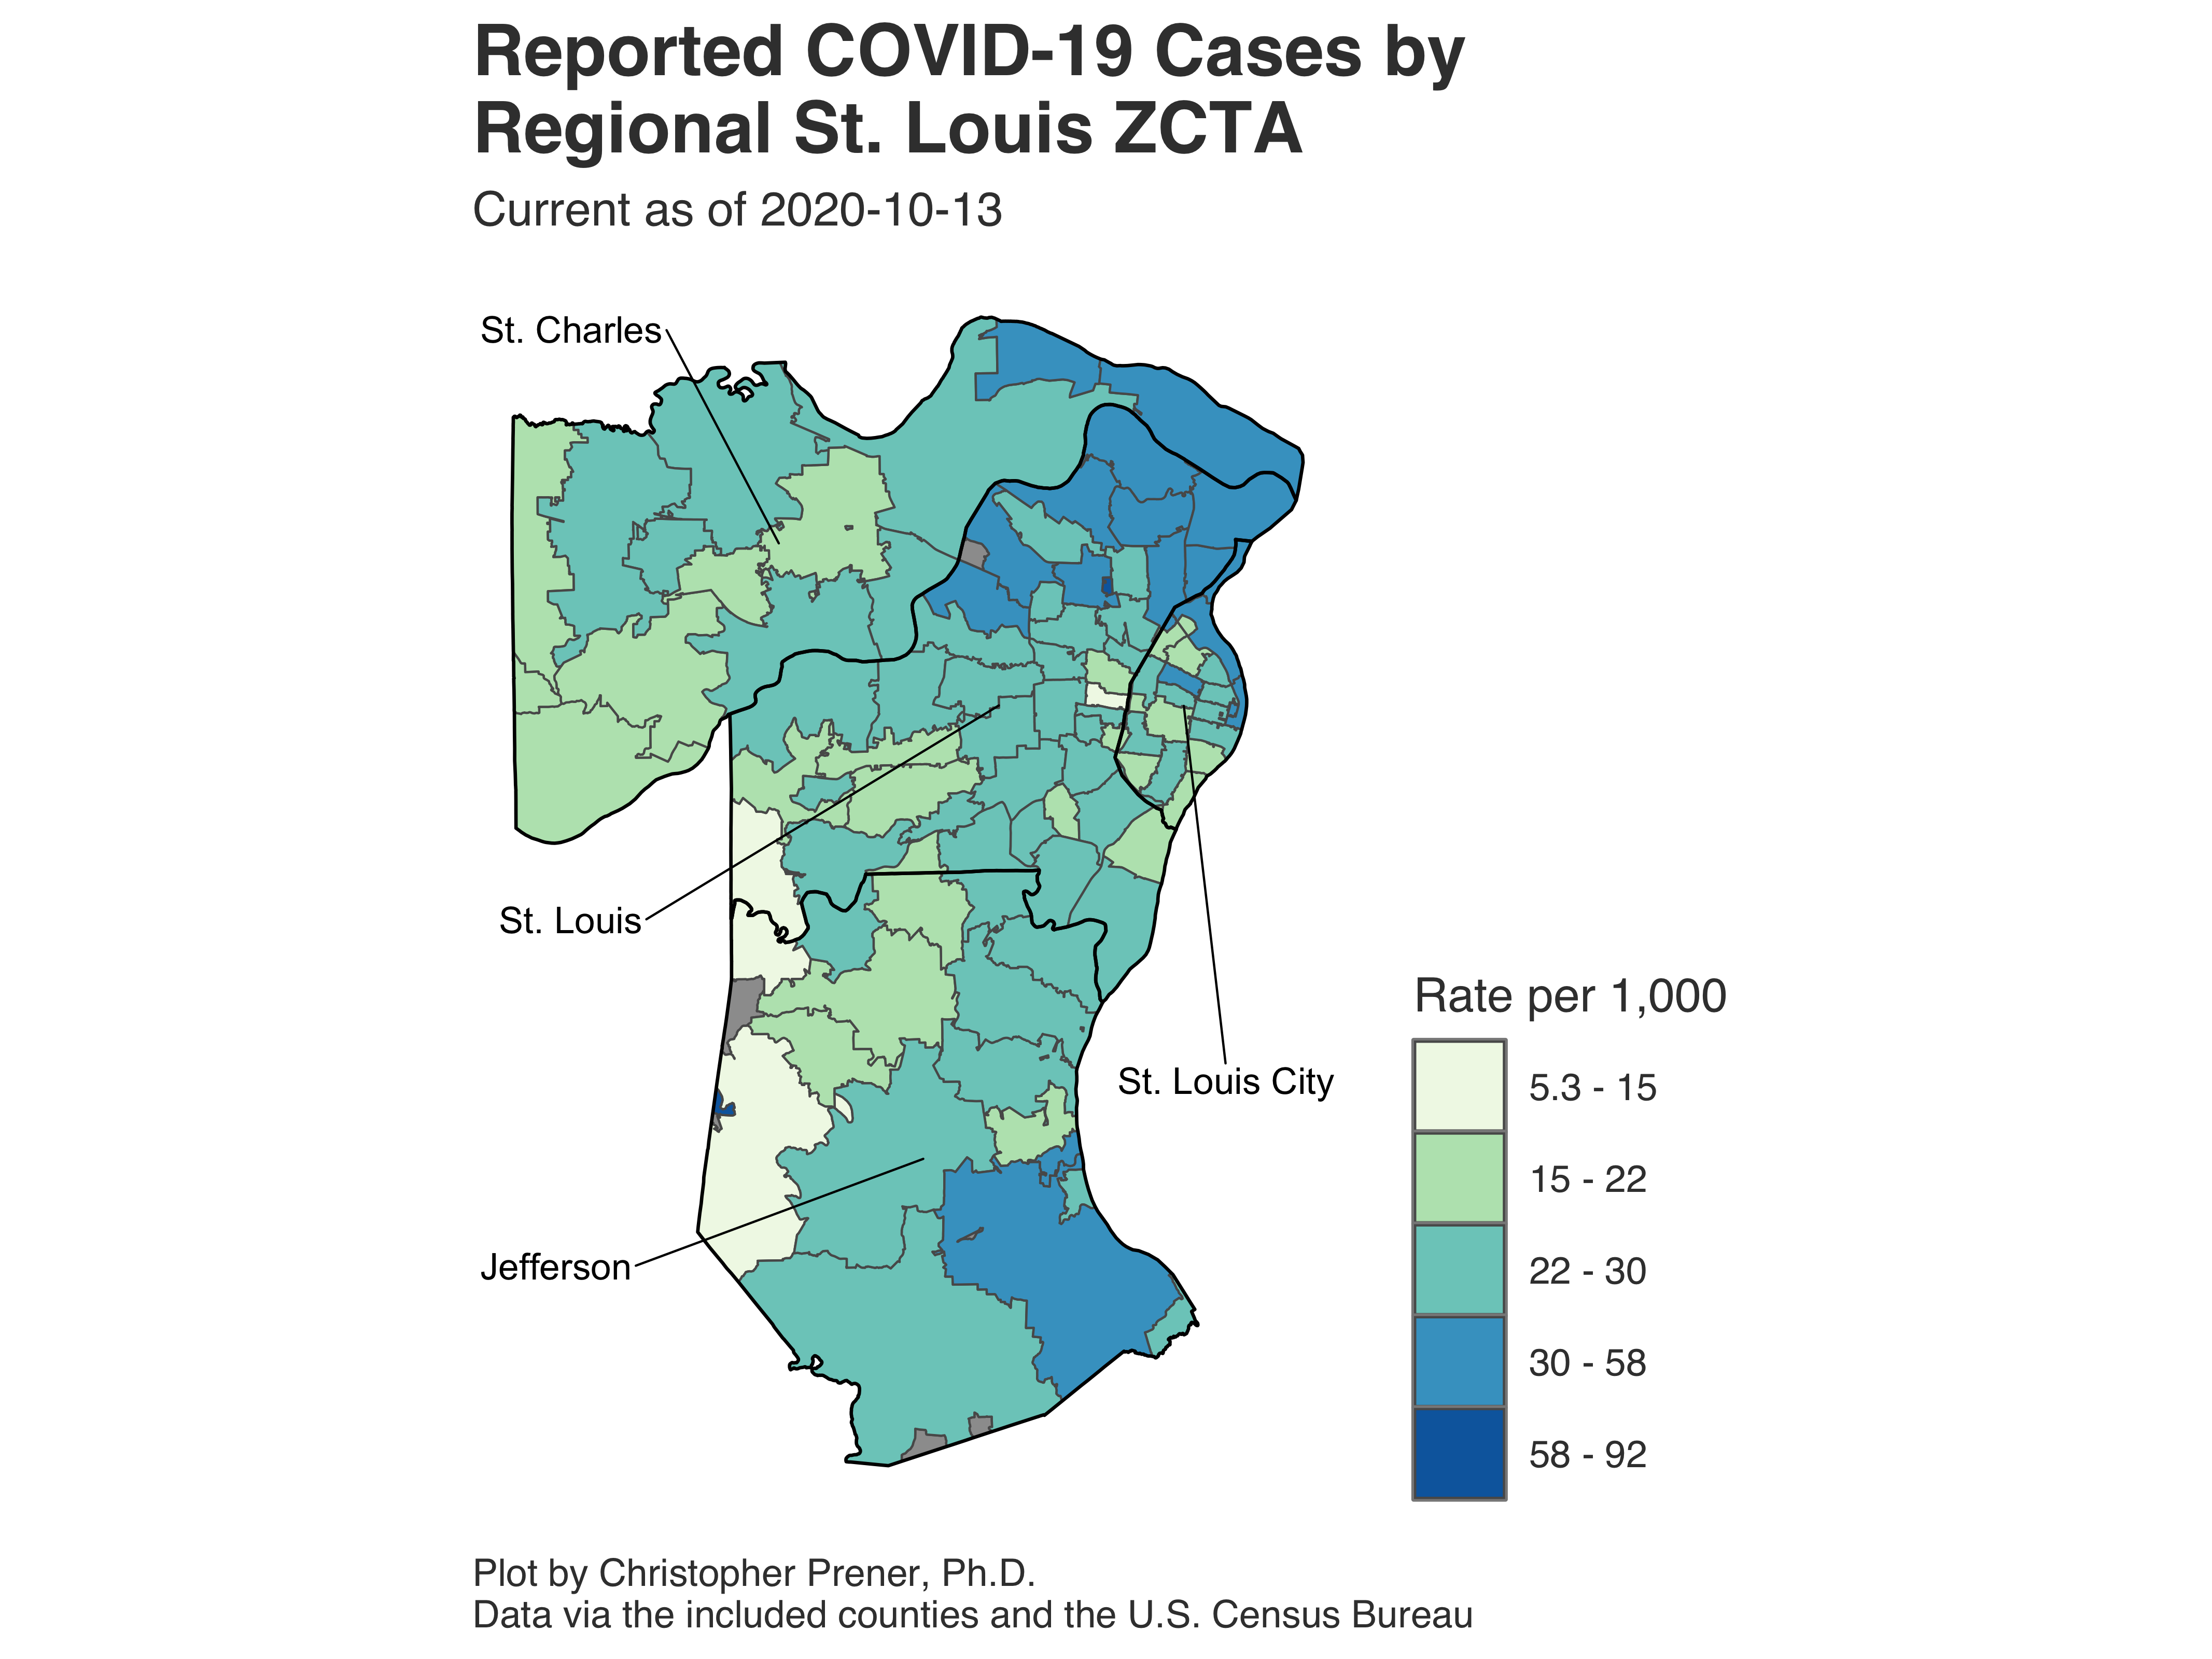 Reported COVID-19 Cases by
Regional St. Louis ZCTA
Current as of 2020-10-13
St. Charles
St. Louis
St. Louis City
Jefferson
Rate per 1,000
5.3 - 15
15 - 22
22 - 30
30 - 58
58 - 92
Plot by Christopher Prener, Ph.D.
Data via the included counties and the U.S. Census Bureau